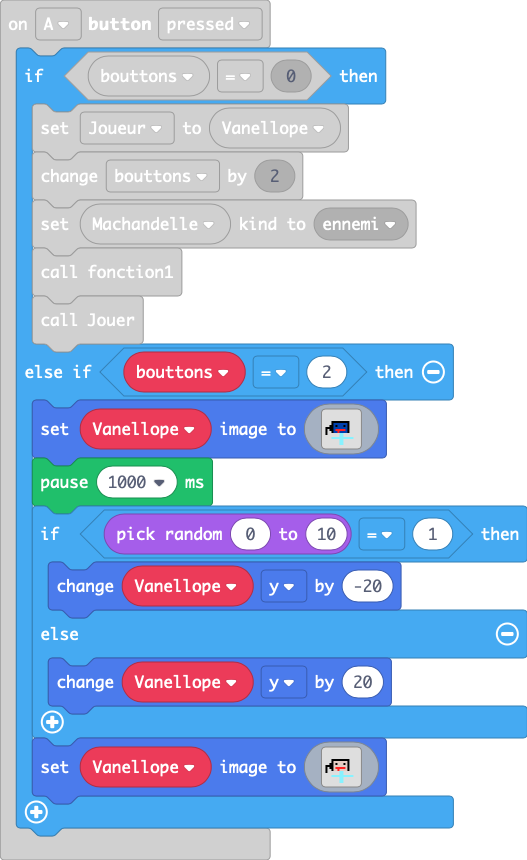 on A button pressed
if bouttons = 0 then
set Joueur to Vanellope
change bouttons by 2
set Machandelle kind to ennemi
call fonction1
call Jouer
else if bouttons = 2 then
set Vanellope image to
pause 1000 ms
if pick random 0 to 10 = 1 then
change Vanellope y by -20
else
change Vanellope y by 20
set Vanellope image to